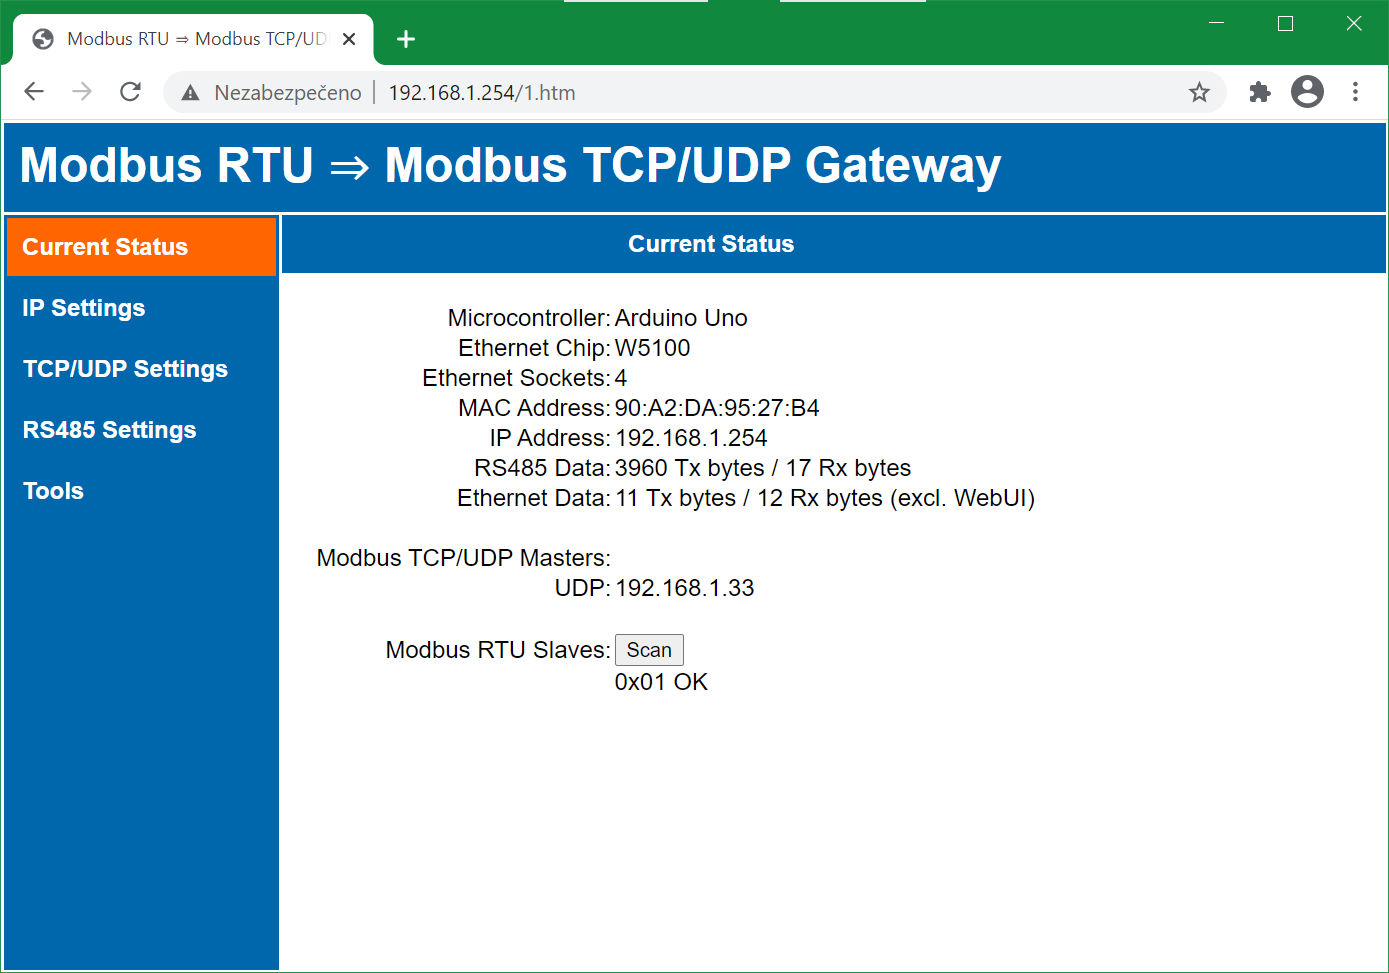 Modbus RTU ⇒ Modbus TCP/UD
Nezabezpečeno | 192.168.1.254/1.htm
Modbus RTU ⇒ Modbus TCP/UDP Gateway
Current Status
IP Settings
TCP/UDP Settings
RS485 Settings
Tools
Current Status
Microcontroller: Arduino Uno
Ethernet Chip: W5100
Ethernet Sockets: 4
MAC Address: 90:A2:DA:95:27:B4
IP Address: 192.168.1.254
RS485 Data: 3960 Tx bytes / 17 Rx bytes
Ethernet Data: 11 Tx bytes / 12 Rx bytes (excl. WebUI)
Modbus TCP/UDP Masters:
UDP: 192.168.1.33
Modbus RTU Slaves: Scan
0x01 OK